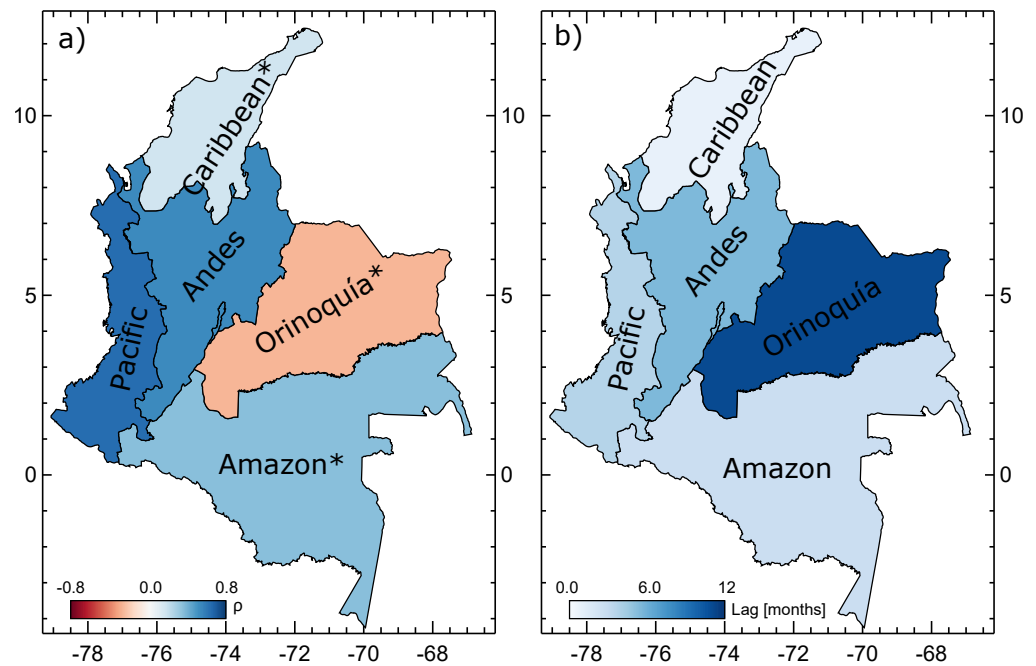 a)
Caribbean*
Andes
Pacific
Orinoquía*
Amazon*
10
5
0
-0.8
0.0
0.8
ρ
-78
-76
-74
-72
-70
-68
b)
Caribbean
Andes
Pacific
Orinoquía
Amazon
10
5
0
0.0
6.0
12
Lag [months]
-78
-76
-74
-72
-70
-68